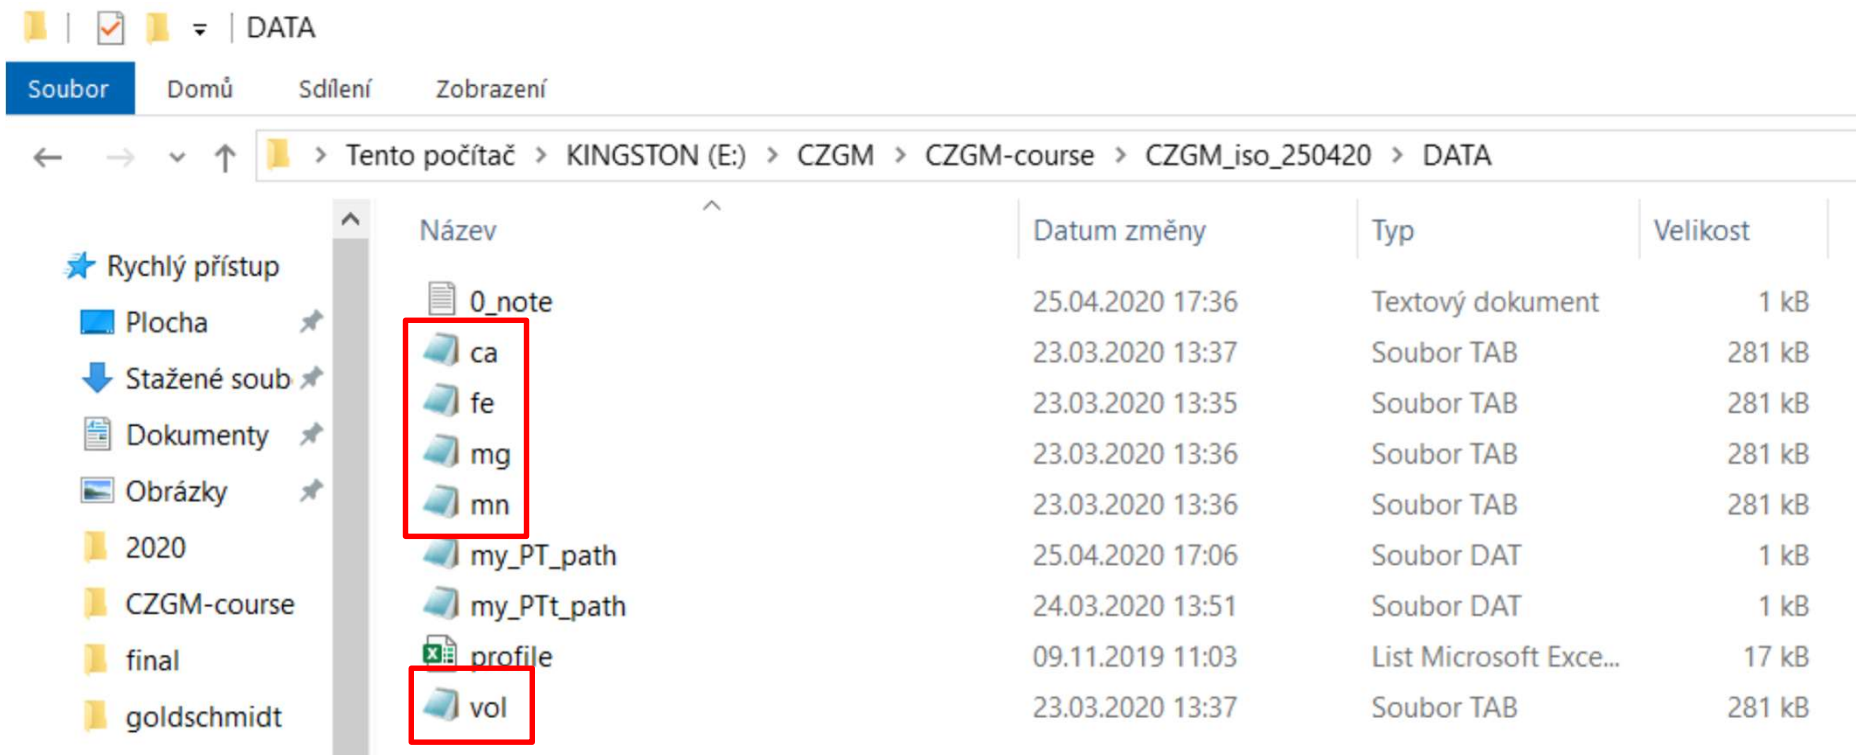 DATA
Soubor Domů Sdílení Zobrazení
Tento počítač > KINGSTON (E:) > CZGM > CZGM-course > CZGM_iso_250420 > DATA
Název Datum změny Typ Velikost
Rychlý přístup
Plocha
Stažené soub
Dokumenty
Obrázky
2020
CZGM-course
final
goldschmidt
0_note 25.04.2020 17:36 Textový dokument 1 kB
ca 23.03.2020 13:37 Soubor TAB 281 kB
fe 23.03.2020 13:35 Soubor TAB 281 kB
mg 23.03.2020 13:36 Soubor TAB 281 kB
mn 23.03.2020 13:36 Soubor TAB 281 kB
my_PT_path 25.04.2020 17:06 Soubor DAT 1 kB
my_PTt_path 24.03.2020 13:51 Soubor DAT 1 kB
profile 09.11.2019 11:03 List Microsoft Exce... 17 kB
vol 23.03.2020 13:37 Soubor TAB 281 kB